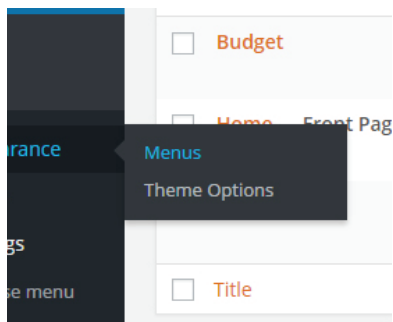 Budget
Home Front Pag
arance
Menus
Theme Options
gs
se menu
Title